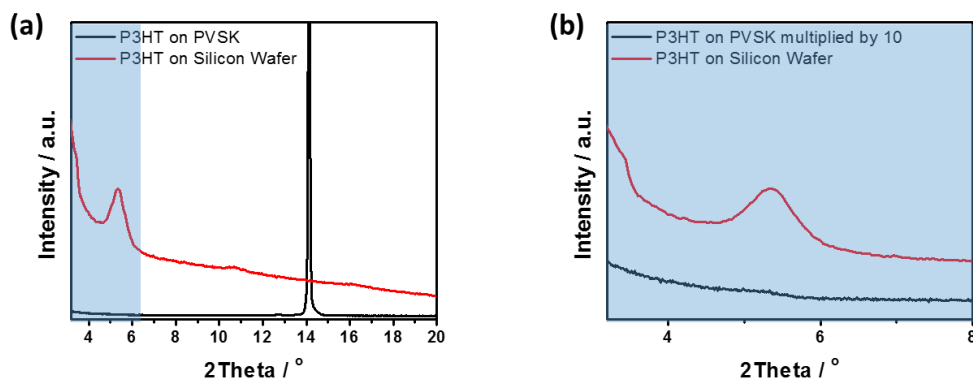 (a)
P3HT on PVSK
P3HT on Silicon Wafer
Intensity / a.u.
4 6 8 10 12 14 16 18 20
2Theta / °
(b)
P3HT on PVSK multiplied by 10
P3HT on Silicon Wafer
Intensity / a.u.
4 6 8
2Theta / °